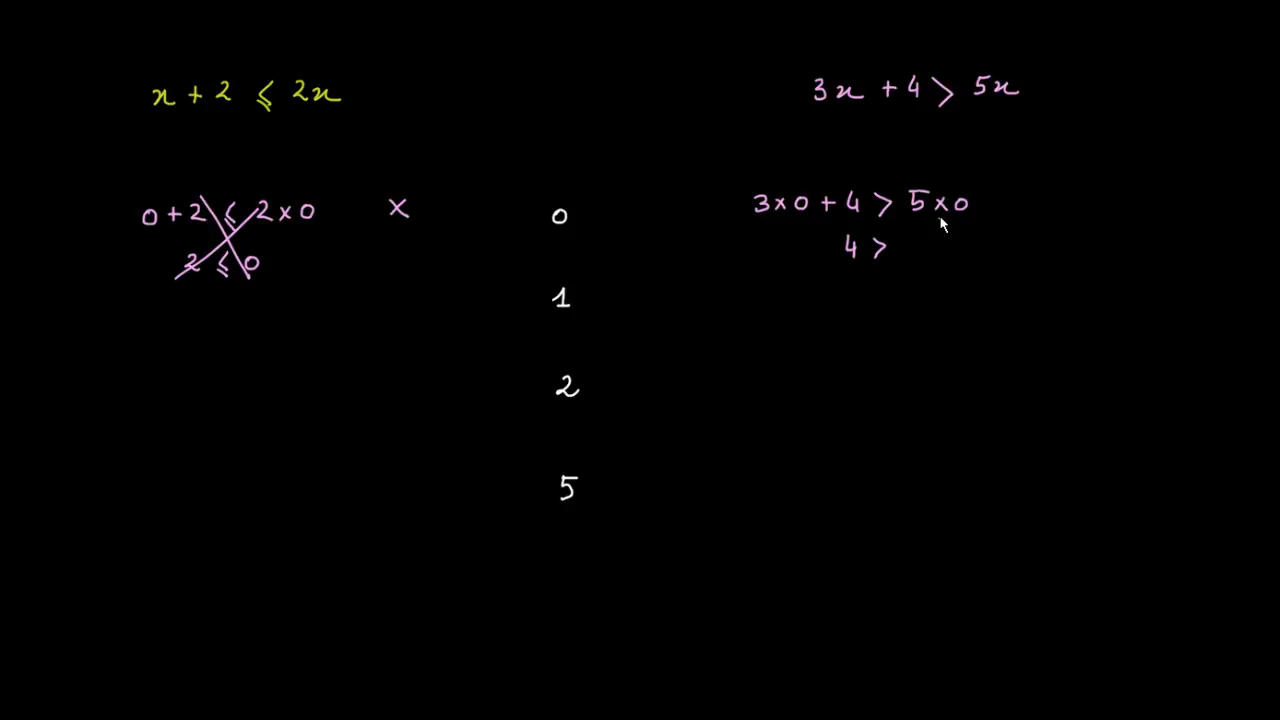 x + 2 ⩽ 2x
3x + 4 > 5x
0 + 2 ⩽ 2 × 0 ×
0
3×0 + 4 > 5×0
2 ⩽ 0
4 >
1
2
5